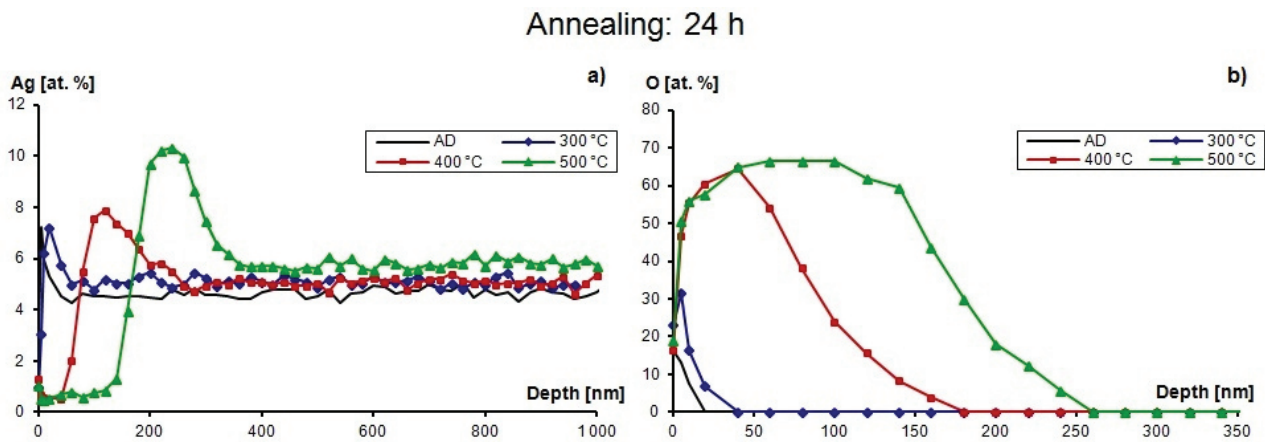 Annealing: 24 h
Ag [at. %]
a)
12
10
8
6
4
2
0
AD
300 °C
400 °C
500 °C
Depth [nm]
0
200
400
600
800
1 000
O [at. %]
b)
80
70
60
50
40
30
20
10
0
AD
300 °C
400 °C
500 °C
Depth [nm]
0
50
100
150
200
250
300
350